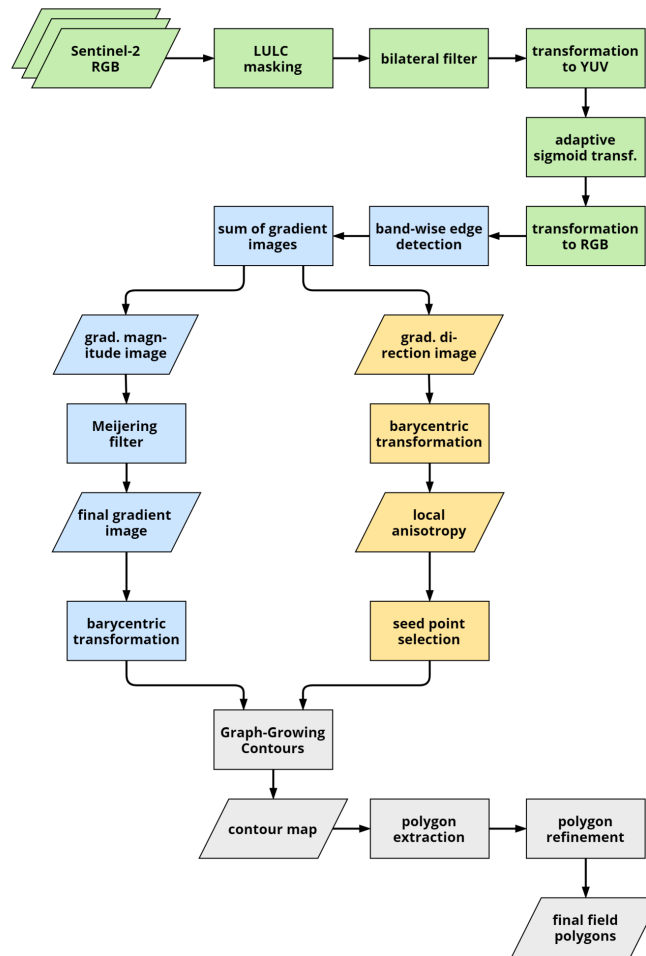 Sentinel-2
RGB
LULC
masking
bilateral filter
transformation
to YUV
adaptive
sigmoid transf.
sum of gradient
images
band-wise edge
detection
transformation
to RGB
grad. magn-
itude image
grad. di-
rection image
Meijering
filter
barycentric
transformation
final gradient
image
local
anisotropy
barycentric
transformation
seed point
selection
Graph-Growing
Contours
contour map
polygon
extraction
polygon
refinement
final field
polygons